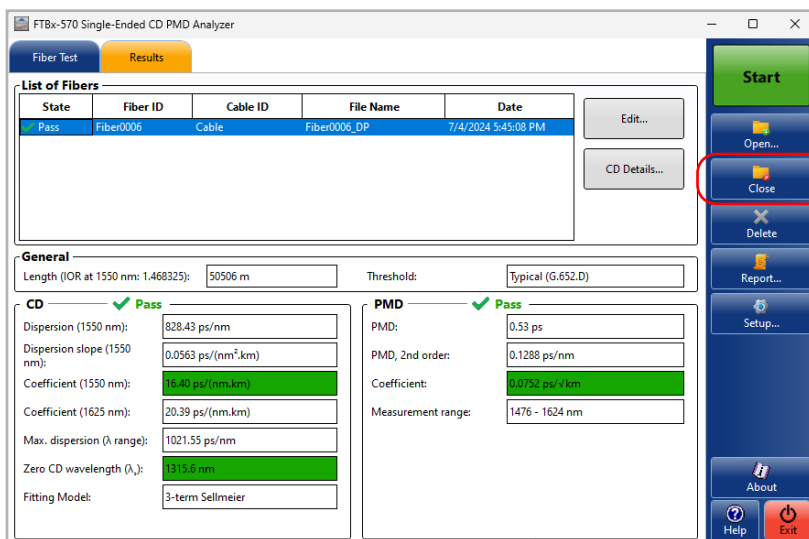 FTBx-570 Single-Ended CD PMD Analyzer
Fiber Test
Results
List of Fibers
State Fiber ID Cable ID File Name Date
Pass Fiber0006 Cable Fiber0006_DP 7/4/2024 5:45:08 PM
Edit...
CD Details...
General
Length (IOR at 1550 nm: 1.468325): 50506 m Threshold: Typical (G.652.D)
CD Pass
Dispersion (1550 nm): 828.43 ps/nm
Dispersion slope (1550
nm): 0.0563 ps/(nm².km)
Coefficient (1550 nm): 16.40 ps/(nm.km)
Coefficient (1625 nm): 20.39 ps/(nm.km)
Max. dispersion (λ range): 1021.55 ps/nm
Zero CD wavelength (λ₀): 1315.6 nm
Fitting Model: 3-term Sellmeier
PMD Pass
PMD: 0.53 ps
PMD, 2nd order: 0.1288 ps/nm
Coefficient: 0.0752 ps/√km
Measurement range: 1476 - 1624 nm
Start
Open...
Close
Delete
Report...
Setup...
About
Help
Exit